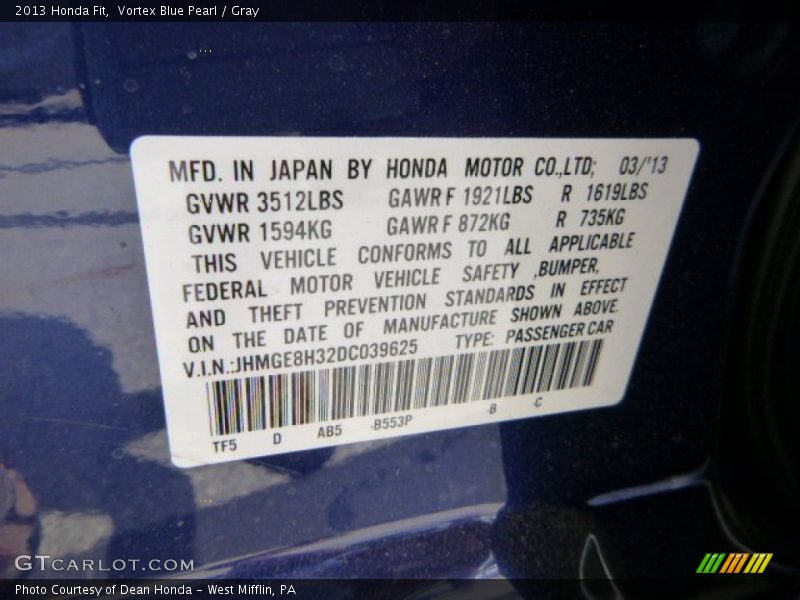 2013 Honda Fit, Vortex Blue Pearl / Gray
MFD. IN JAPAN BY HONDA MOTOR CO.,LTD; 03/'13
GVWR 3512LBS GAWR F 1921LBS R 1619LBS
GVWR 1594KG GAWR F 872KG R 735KG
THIS VEHICLE CONFORMS TO ALL APPLICABLE
FEDERAL MOTOR VEHICLE SAFETY ,BUMPER,
AND THEFT PREVENTION STANDARDS IN EFFECT
ON THE DATE OF MANUFACTURE SHOWN ABOVE.
V.I.N.:JHMGE8H32DC039625 TYPE: PASSENGER CAR
TF5 D AB5 -B553P -B -C
GTCARLOT.COM
Photo Courtesy of Dean Honda - West Mifflin, PA